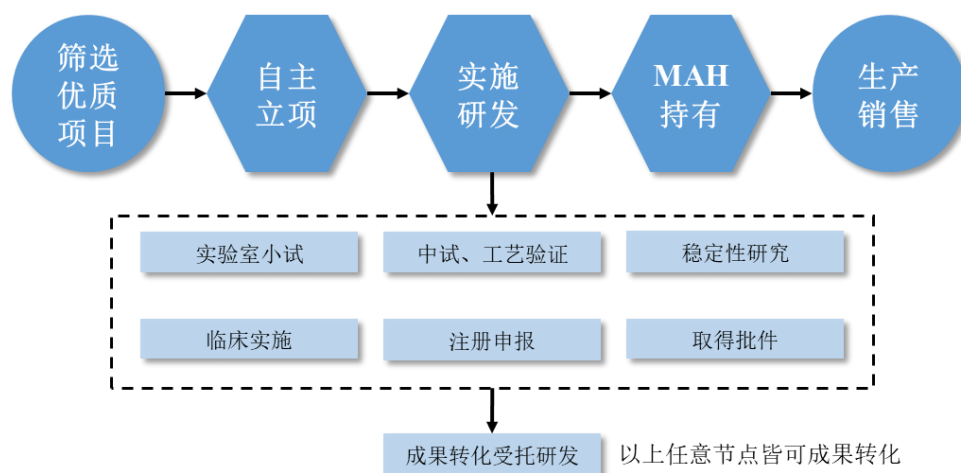 筛选
优质
项目
自主
立项
实施
研发
MAH
持有
生产
销售
实验室小试
中试、工艺验证
稳定性研究
临床实施
注册申报
取得批件
成果转化受托研发
以上任意节点皆可成果转化